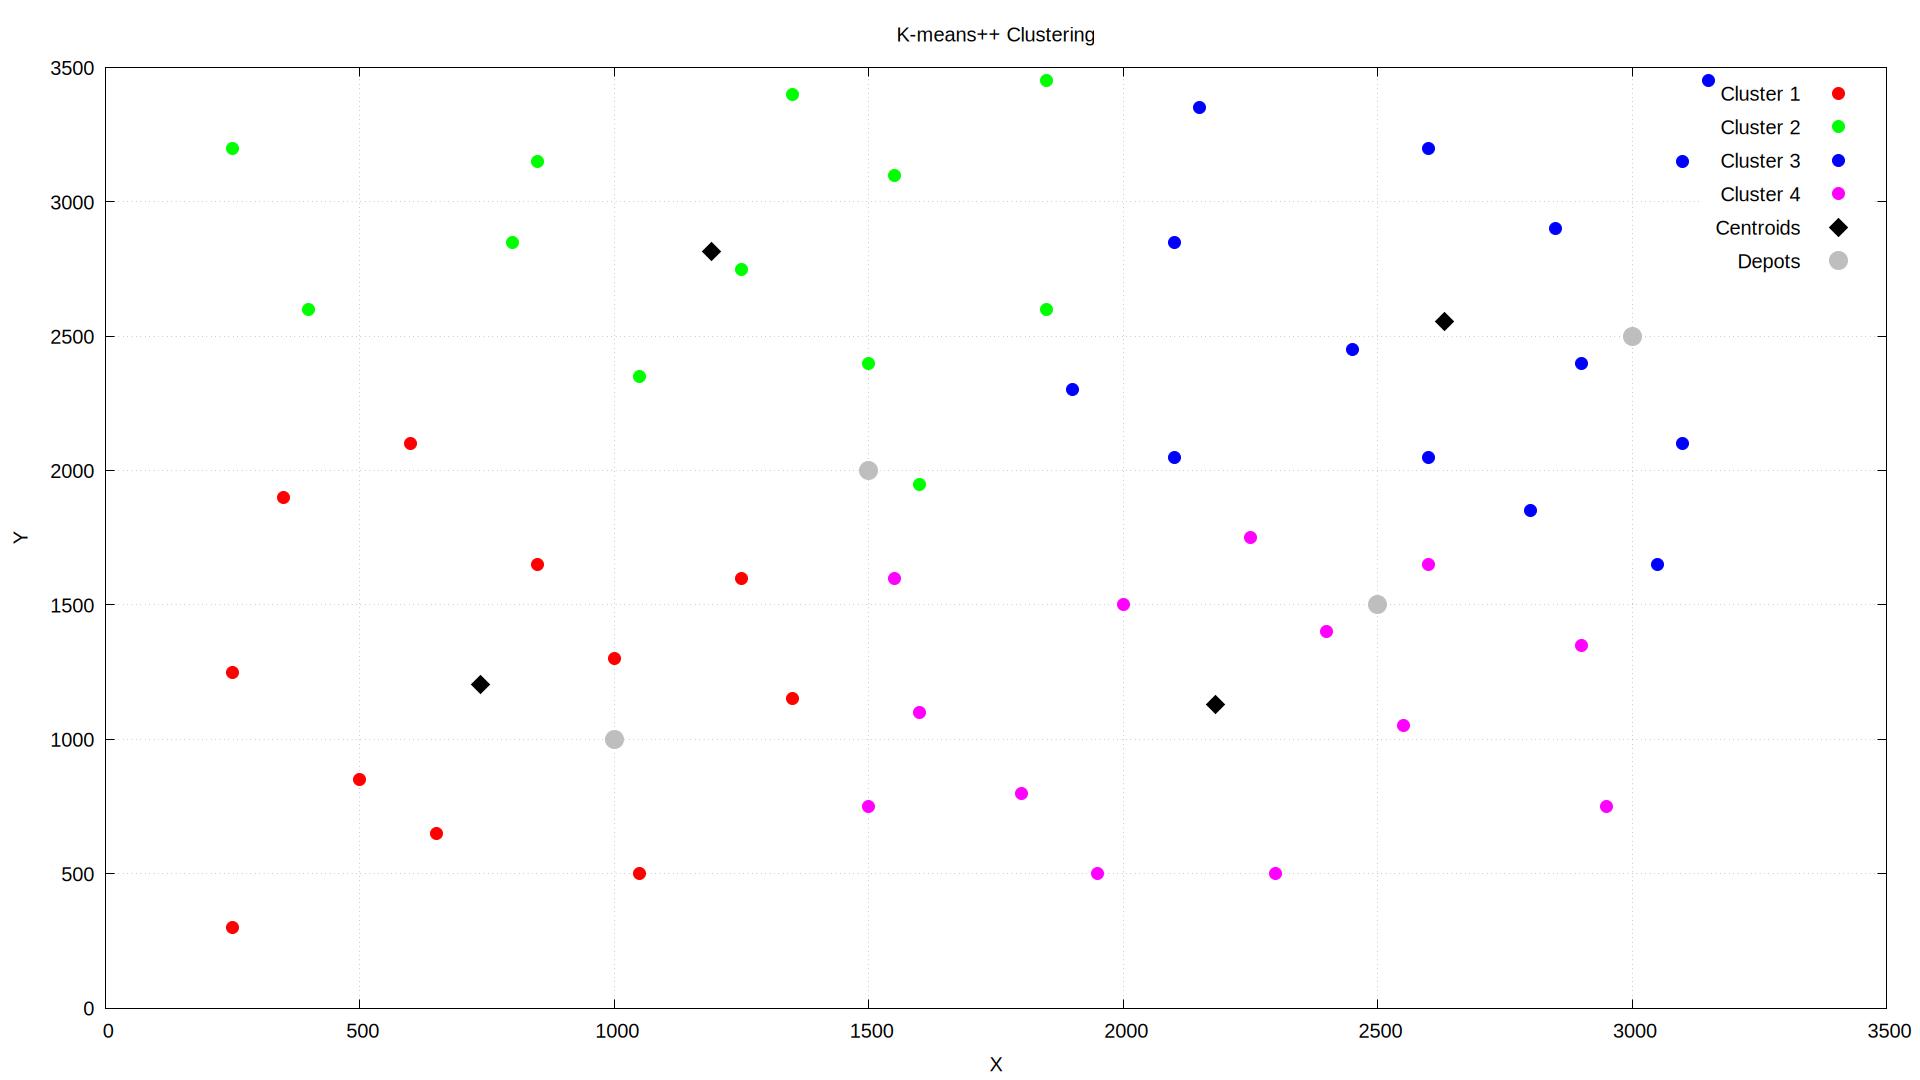 K-means++ Clustering
3500
3000
2500
2000
1500
1000
500
0
Cluster 1
Cluster 2
Cluster 3
Cluster 4
Centroids
Depots
Y
0 500 1000 1500 2000 2500 3000 3500
X